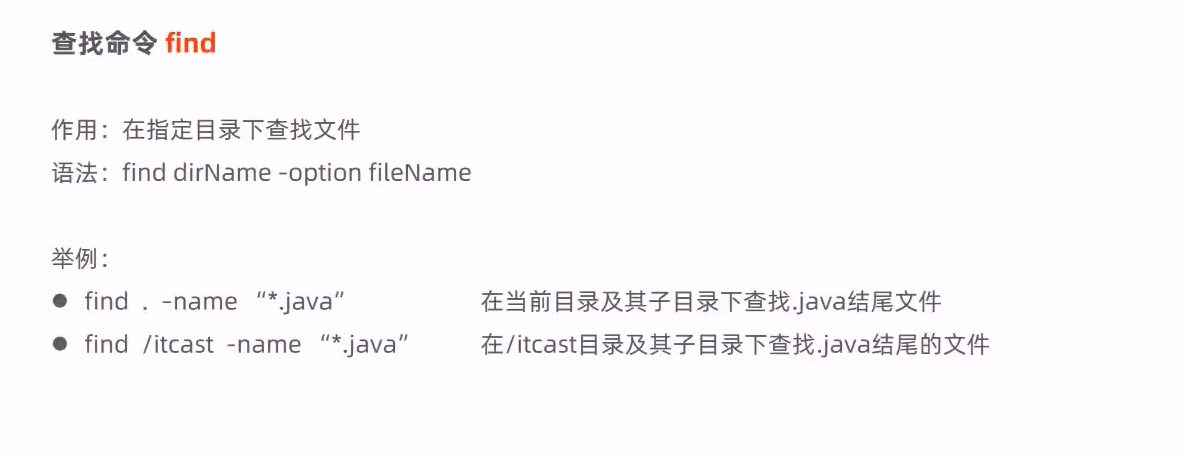 查找命令 find
作用：在指定目录下查找文件
语法：find dirName -option fileName
举例：
● find . -name “*.java” 在当前目录及其子目录下查找.java结尾文件
● find /itcast -name “*.java” 在/itcast目录及其子目录下查找.java结尾的文件